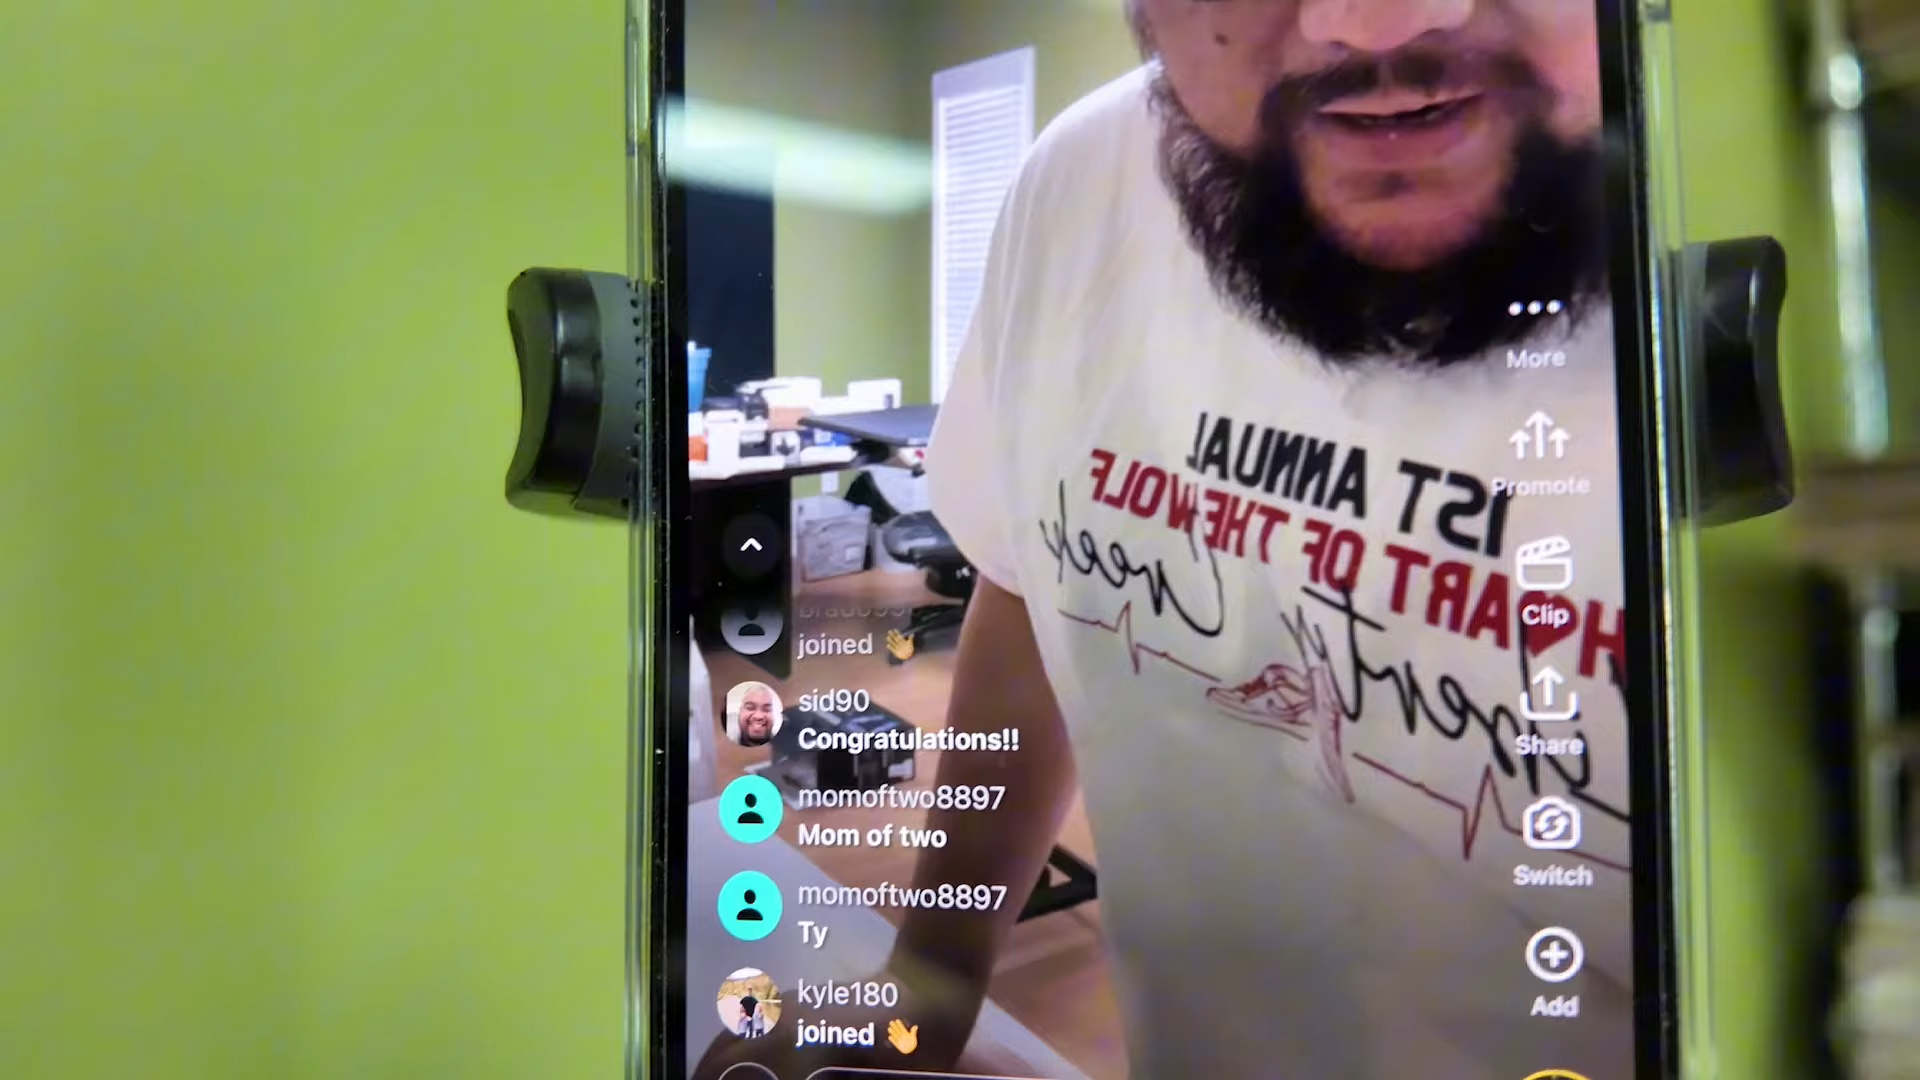 More
1ST ANNUAL
H ART OF THE WOLF
Promote
Clip
joined 👋
sid90
Congratulations!!
Share
momoftwo8897
Mom of two
Switch
momoftwo8897
Ty
kyle180
joined 👋
Add